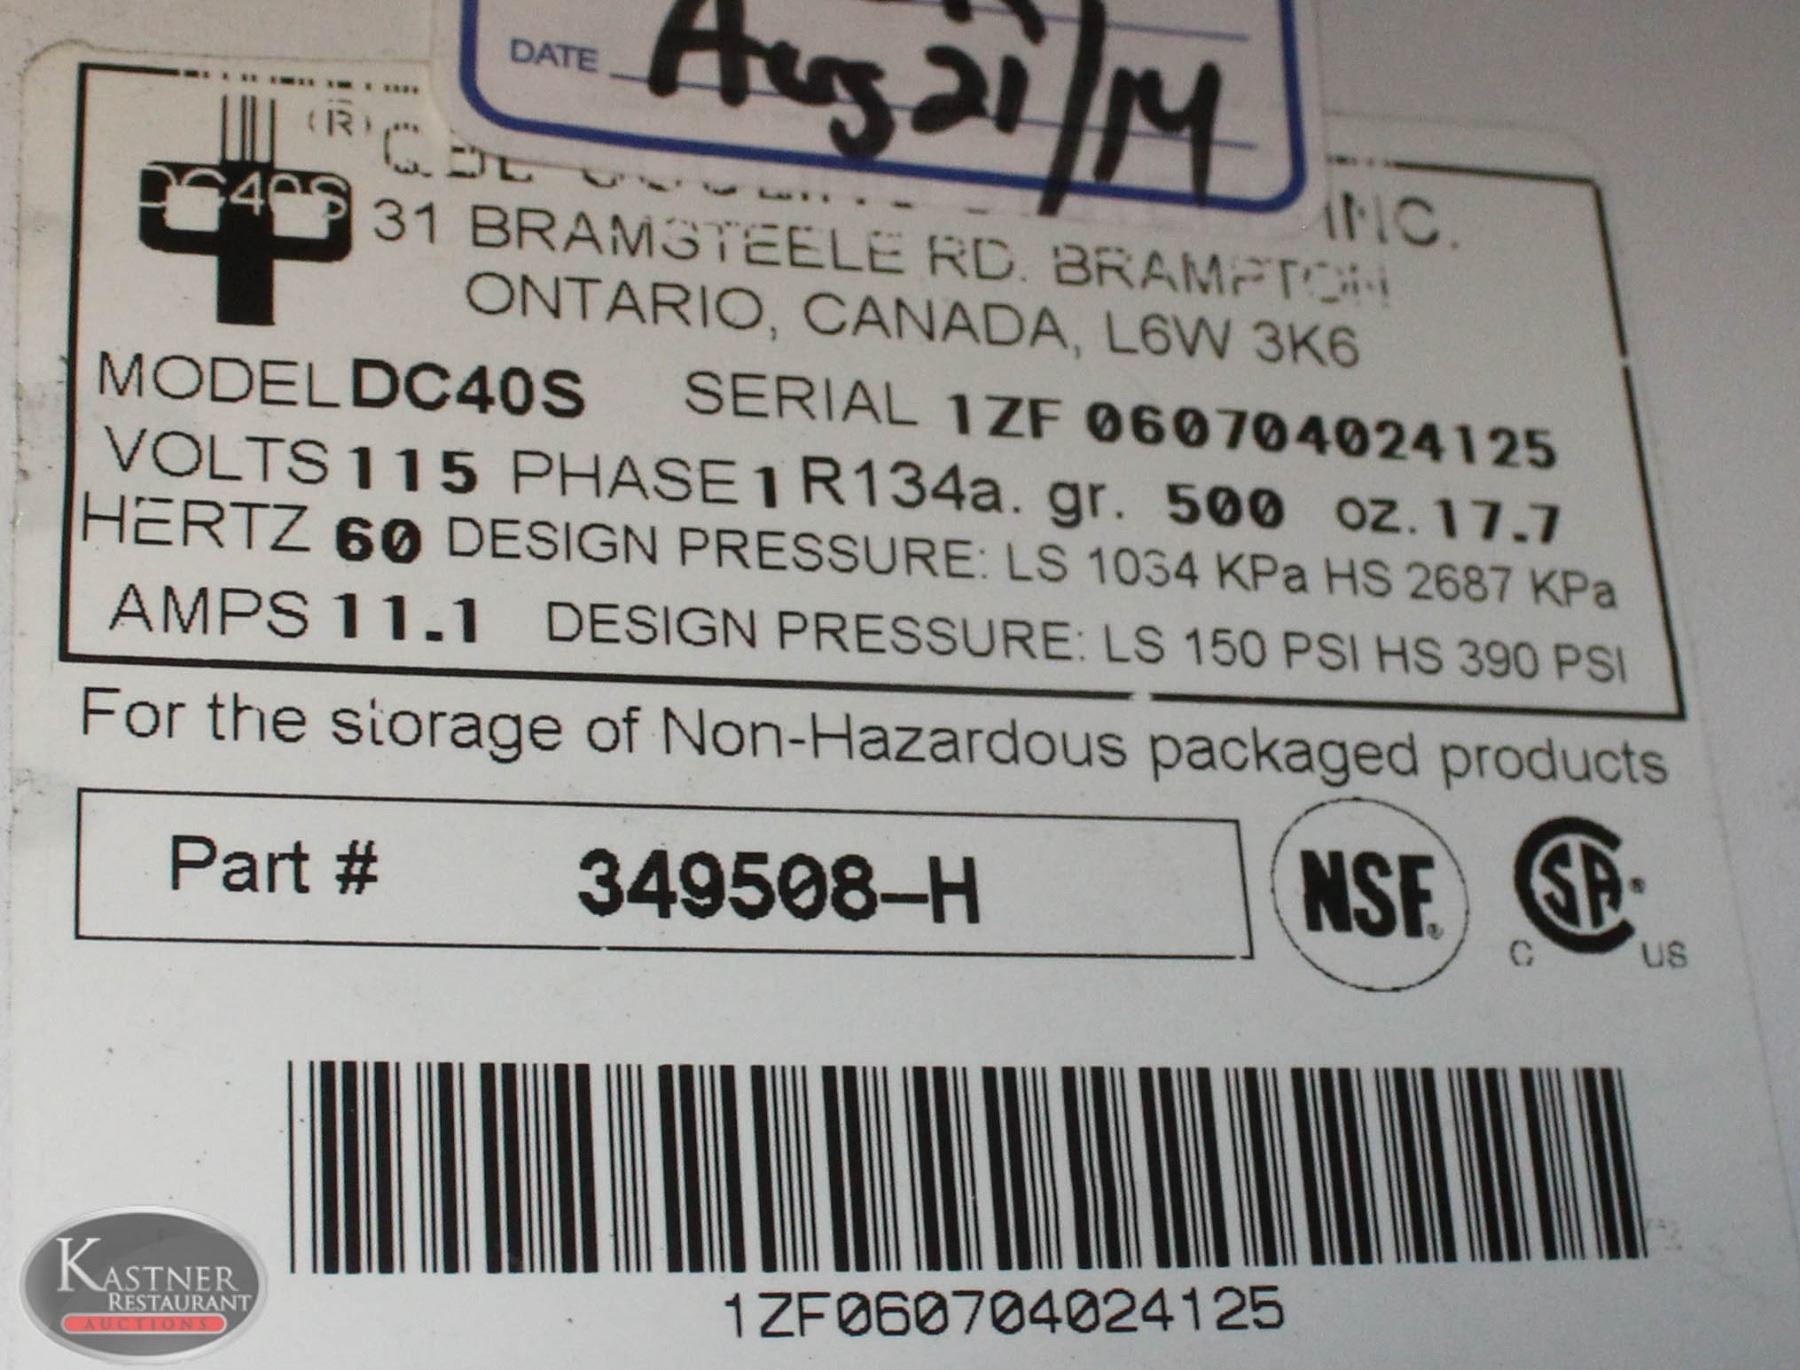 DATE Aug 21/14
(R)
INC.
DC40S
31 BRAMSTEELE RD. BRAMPTON
ONTARIO, CANADA, L6W 3K6
MODEL DC40S SERIAL 1ZF 060704024125
VOLTS 115 PHASE 1 R134a. gr. 500 oz. 17.7
HERTZ 60 DESIGN PRESSURE: LS 1034 KPa HS 2687 KPa
AMPS 11.1 DESIGN PRESSURE: LS 150 PSI HS 390 PSI
For the storage of Non-Hazardous packaged products
Part # 349508-H
NSF®
CSA®
C US
1ZF060704024125
KASTNER
RESTAURANT
AUCTIONS